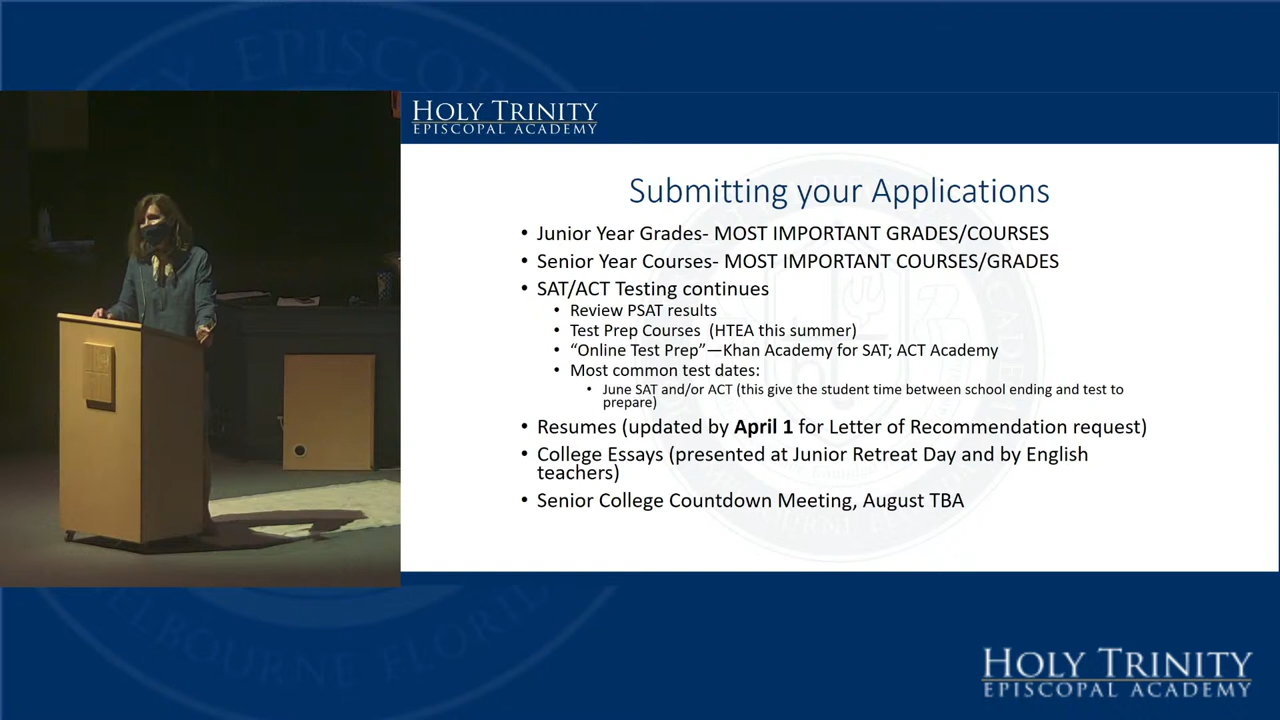 EPISCOP
HOLY TRINITY
EPISCOPAL ACADEMY
Submitting your Applications
• Junior Year Grades- MOST IMPORTANT GRADES/COURSES
• Senior Year Courses- MOST IMPORTANT COURSES/GRADES
• SAT/ACT Testing continues
• Review PSAT results
• Test Prep Courses (HTEA this summer)
• “Online Test Prep”—Khan Academy for SAT; ACT Academy
• Most common test dates:
• June SAT and/or ACT (this give the student time between school ending and test to
prepare)
• Resumes (updated by April 1 for Letter of Recommendation request)
• College Essays (presented at Junior Retreat Day and by English
teachers)
• Senior College Countdown Meeting, August TBA
ELBOURNE FLORID
HOLY TRINITY
EPISCOPAL ACADEMY